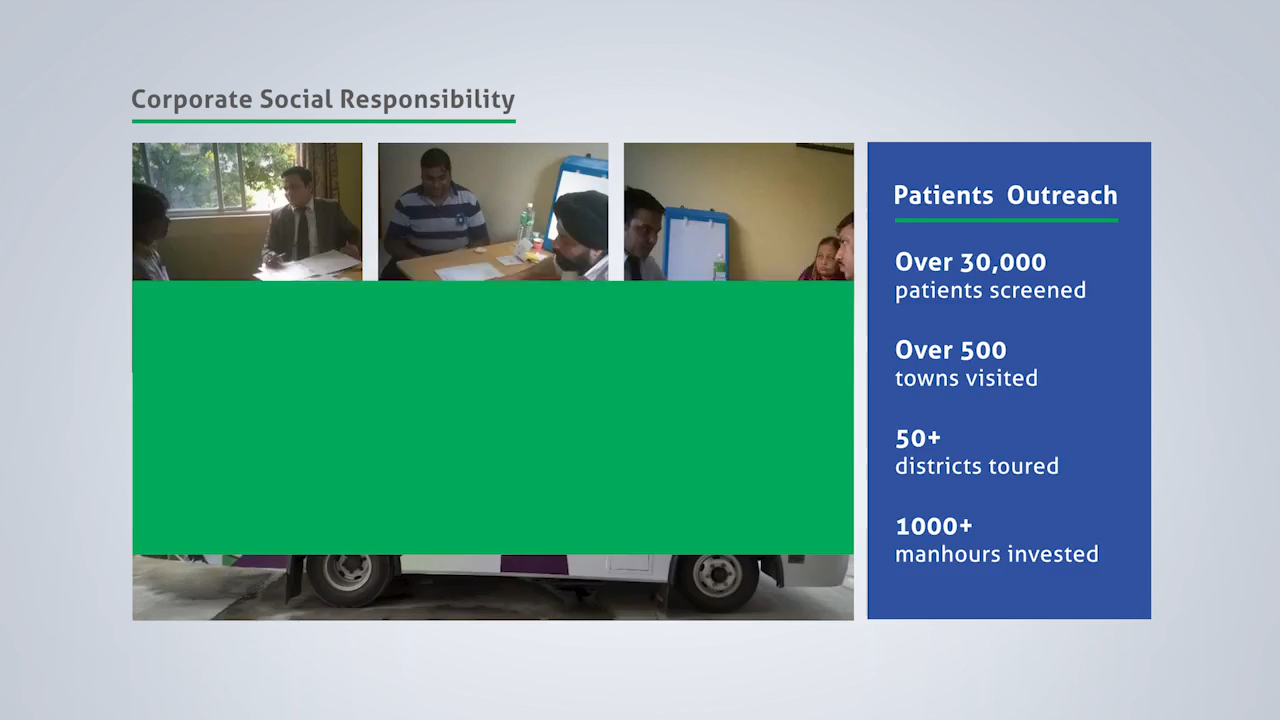 Corporate Social Responsibility
Patients Outreach
Over 30,000
patients screened
Over 500
towns visited
50+
districts toured
1000+
manhours invested